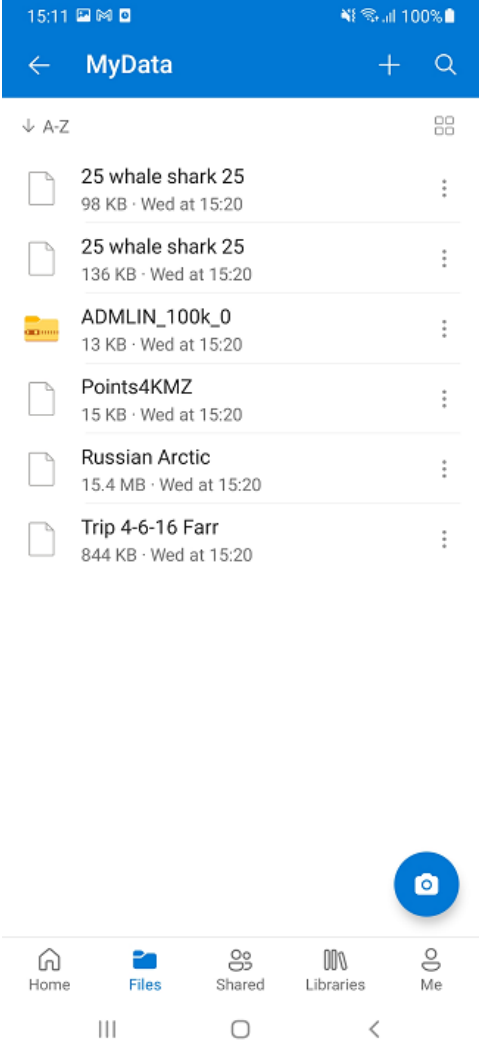 15:11 100%
MyData
A-Z
25 whale shark 25
98 KB · Wed at 15:20
25 whale shark 25
136 KB · Wed at 15:20
ADMLIN_100k_0
13 KB · Wed at 15:20
Points4KMZ
15 KB · Wed at 15:20
Russian Arctic
15.4 MB · Wed at 15:20
Trip 4-6-16 Farr
844 KB · Wed at 15:20
Home Files Shared Libraries Me